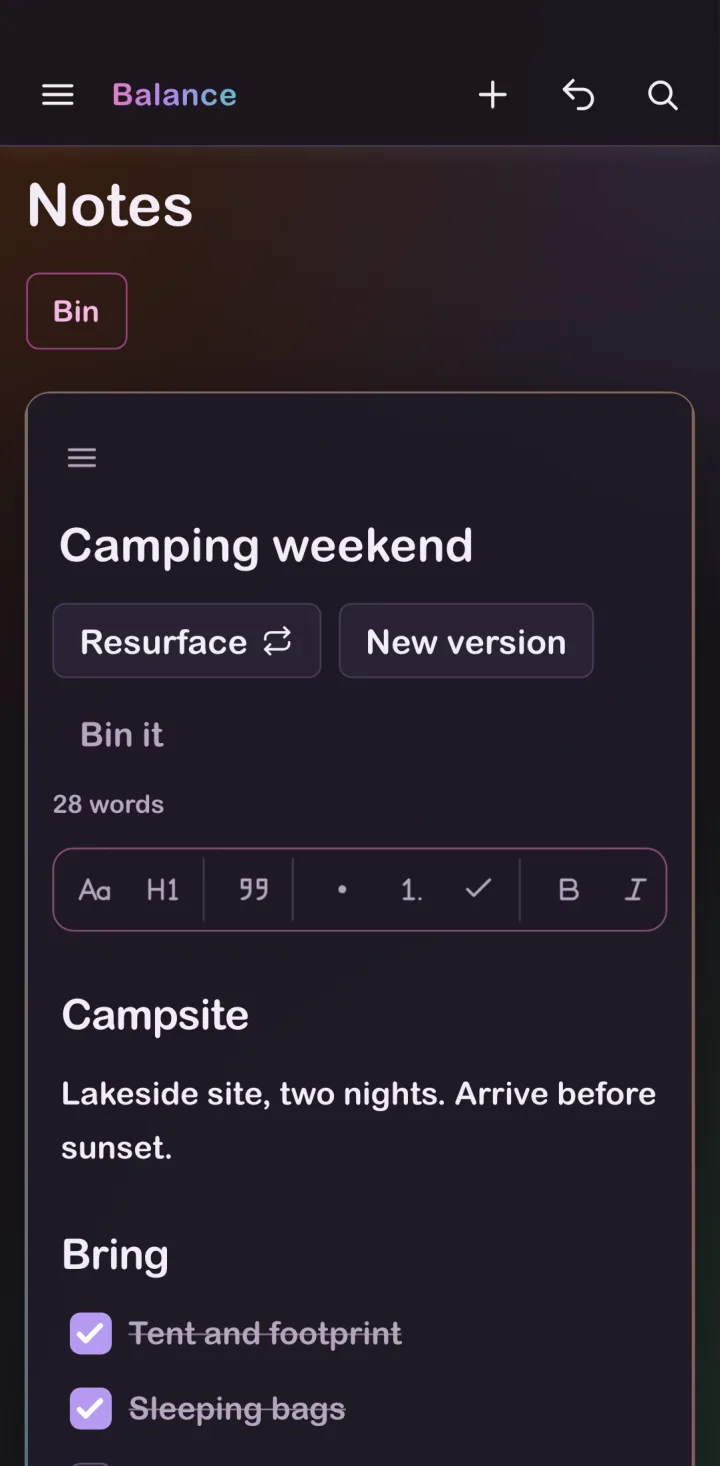 Balance
Notes
Bin
Camping weekend
Resurface
New version
Bin it
28 words
Aa H1 99 • 1. B I
Campsite
Lakeside site, two nights. Arrive before
sunset.
Bring
Tent and footprint
Sleeping bags